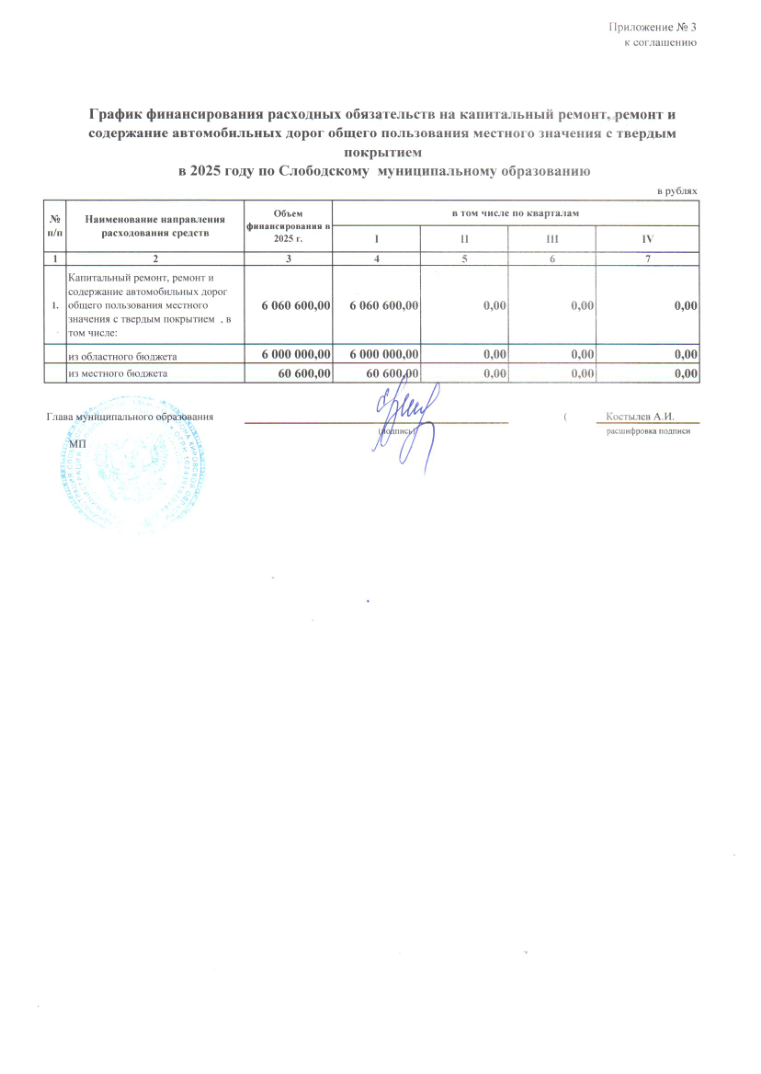 Приложение № 3
к соглашению
График финансирования расходных обязательств на капитальный ремонт, ремонт и
содержание автомобильных дорог общего пользования местного значения с твердым
покрытием
в 2025 году по Слободскому муниципальному образованию
в рублях
№ п/п
Наименование направления расходования средств
Объем финансирования в 2025 г.
в том числе по кварталам
I II III IV
1 2 3 4 5 6 7
Капитальный ремонт, ремонт и
содержание автомобильных дорог
1. общего пользования местного 6 060 600,00 6 060 600,00 0,00 0,00 0,00
значения с твердым покрытием , в
том числе:
из областного бюджета 6 000 000,00 6 000 000,00 0,00 0,00 0,00
из местного бюджета 60 600,00 60 600,00 0,00 0,00 0,00
Глава муниципального образования ( Костылев А.И.
(подпись) расшифровка подписи
МП